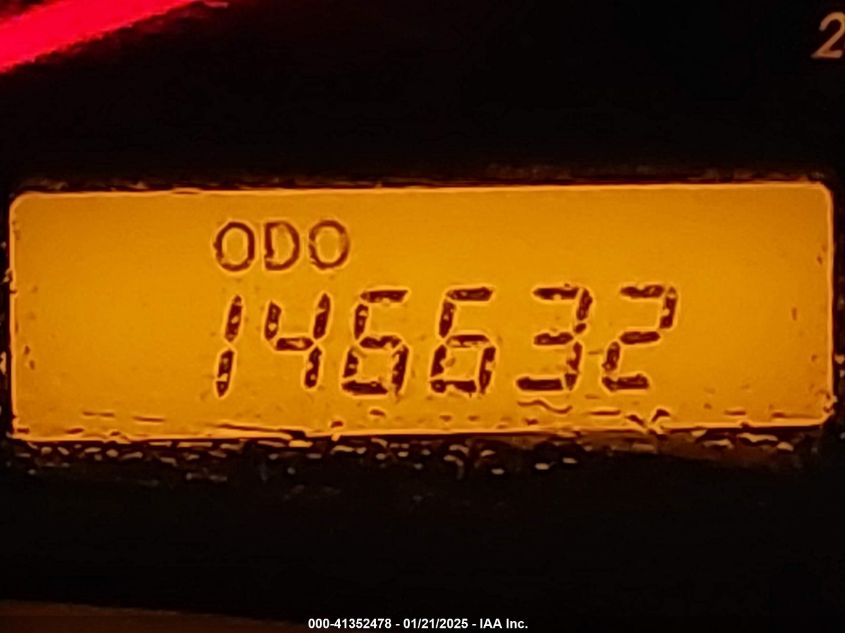 2
ODO
146632
000-41352478 - 01/21/2025 - IAA Inc.